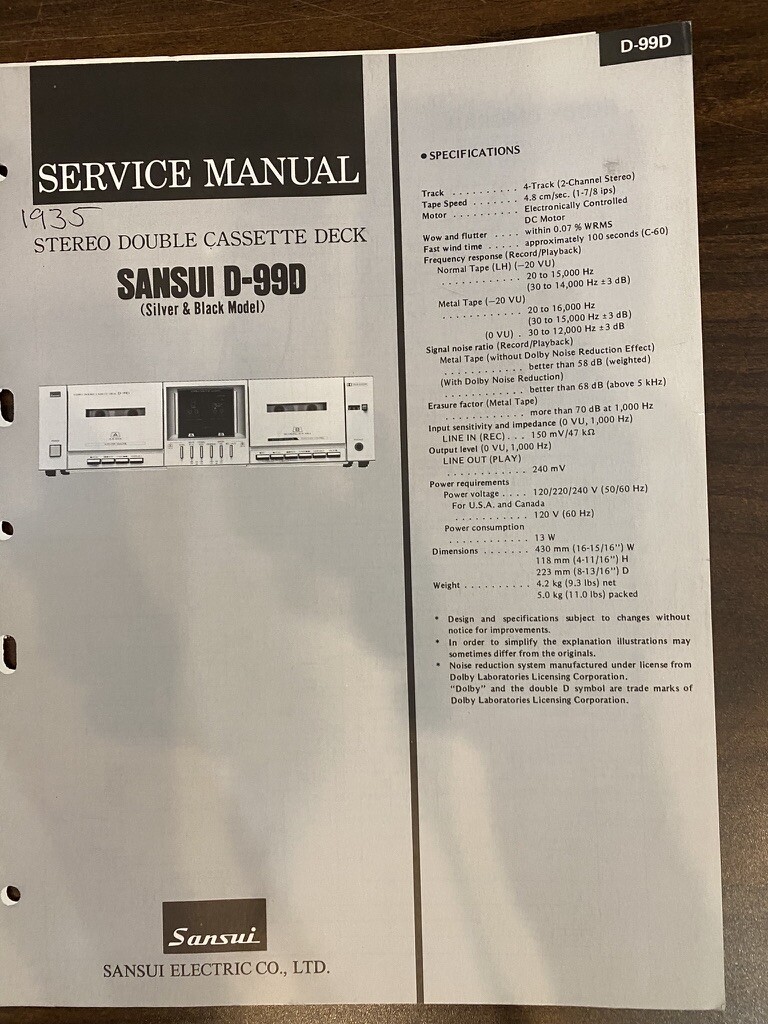 D-99D
SERVICE MANUAL
1935
STEREO DOUBLE CASSETTE DECK
SANSUI D-99D
(Silver & Black Model)
Sansui
SANSUI ELECTRIC CO., LTD.
● SPECIFICATIONS
Track . . . . . . . . . . 4-Track (2-Channel Stereo)
Tape Speed . . . . . . . 4.8 cm/sec. (1-7/8 ips)
Motor . . . . . . . . . . Electronically Controlled
DC Motor
Wow and flutter . . . . . within 0.07 % WRMS
Fast wind time . . . . . approximately 100 seconds (C-60)
Frequency response (Record/Playback)
Normal Tape (LH) (−20 VU)
. . . . . . . . . . . . 20 to 15,000 Hz
(30 to 14,000 Hz ±3 dB)
Metal Tape (−20 VU)
. . . . . . . . . . . . 20 to 16,000 Hz
(30 to 15,000 Hz ±3 dB)
(0 VU) . 30 to 12,000 Hz ±3 dB
Signal noise ratio (Record/Playback)
Metal Tape (without Dolby Noise Reduction Effect)
. . . . . . . . . . . . better than 58 dB (weighted)
(With Dolby Noise Reduction)
. . . . . . . . . . . . better than 68 dB (above 5 kHz)
Erasure factor (Metal Tape)
. . . . . . . . . . . . more than 70 dB at 1,000 Hz
Input sensitivity and impedance (0 VU, 1,000 Hz)
LINE IN (REC) . . . 150 mV/47 kΩ
Output level (0 VU, 1,000 Hz)
LINE OUT (PLAY)
. . . . . . . . . . . . 240 mV
Power requirements
Power voltage . . . . 120/220/240 V (50/60 Hz)
For U.S.A. and Canada
. . . . . . . . . . . 120 V (60 Hz)
Power consumption
. . . . . . . . . . . . 13 W
Dimensions . . . . . . . 430 mm (16-15/16") W
118 mm (4-11/16") H
223 mm (8-13/16") D
Weight . . . . . . . . . . 4.2 kg (9.3 lbs) net
5.0 kg (11.0 lbs) packed
* Design and specifications subject to changes without
notice for improvements.
* In order to simplify the explanation illustrations may
sometimes differ from the originals.
* Noise reduction system manufactured under license from
Dolby Laboratories Licensing Corporation.
"Dolby" and the double D symbol are trade marks of
Dolby Laboratories Licensing Corporation.